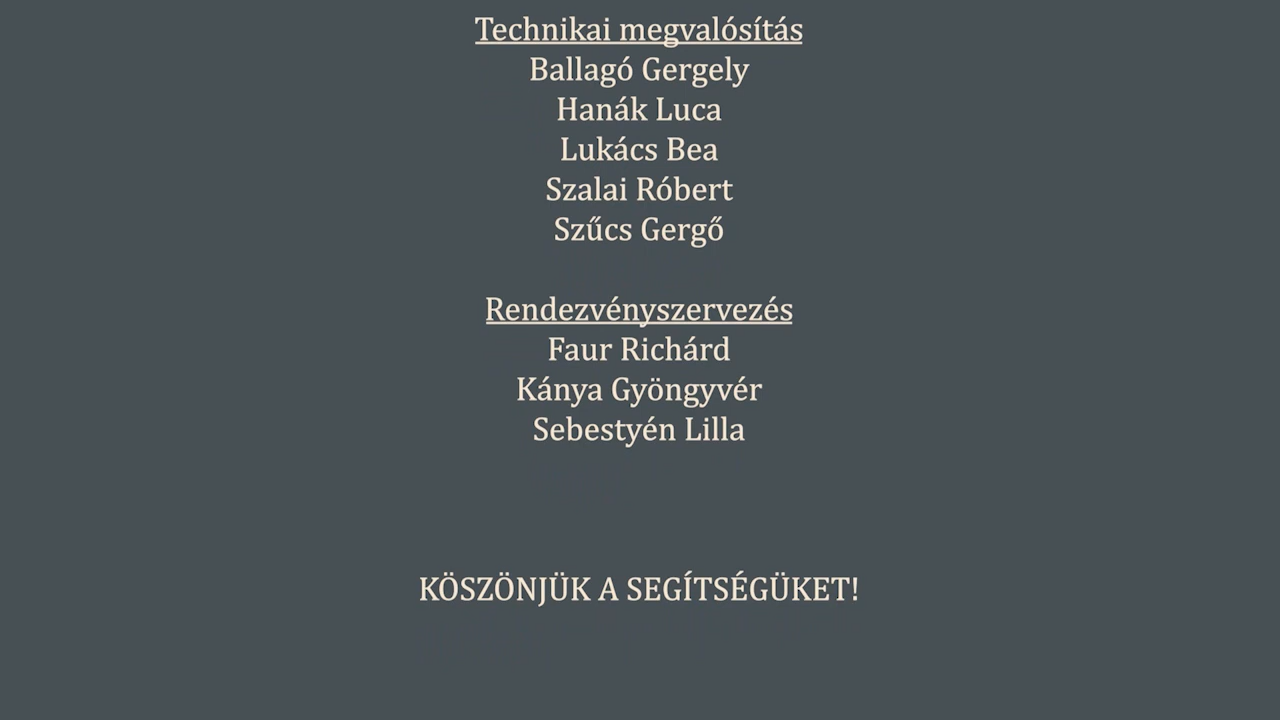 Technikai megvalósítás
Ballagó Gergely
Hanák Luca
Lukács Bea
Szalai Róbert
Szűcs Gergő
Rendezvényszervezés
Faur Richárd
Kánya Gyöngyvér
Sebestyén Lilla
KÖSZÖNJÜK A SEGÍTSÉGÜKET!